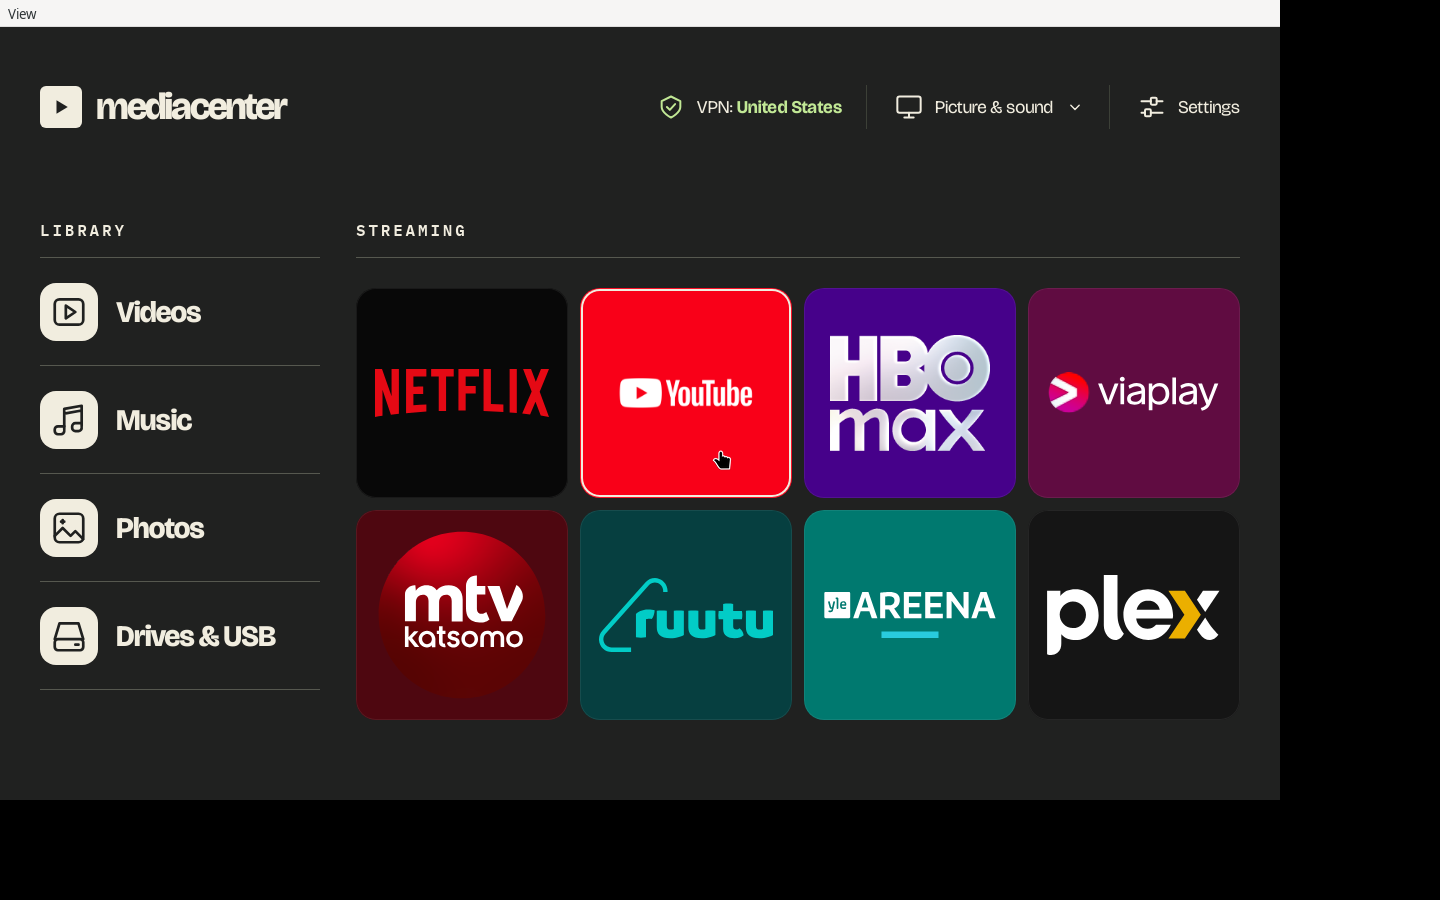 View
mediacenter
VPN: United States
Picture & sound
Settings
LIBRARY
Videos
Music
Photos
Drives & USB
STREAMING
NETFLIX
YouTube
HBO
max
viaplay
mtv
katsomo
ruutu
yle AREENA
plex